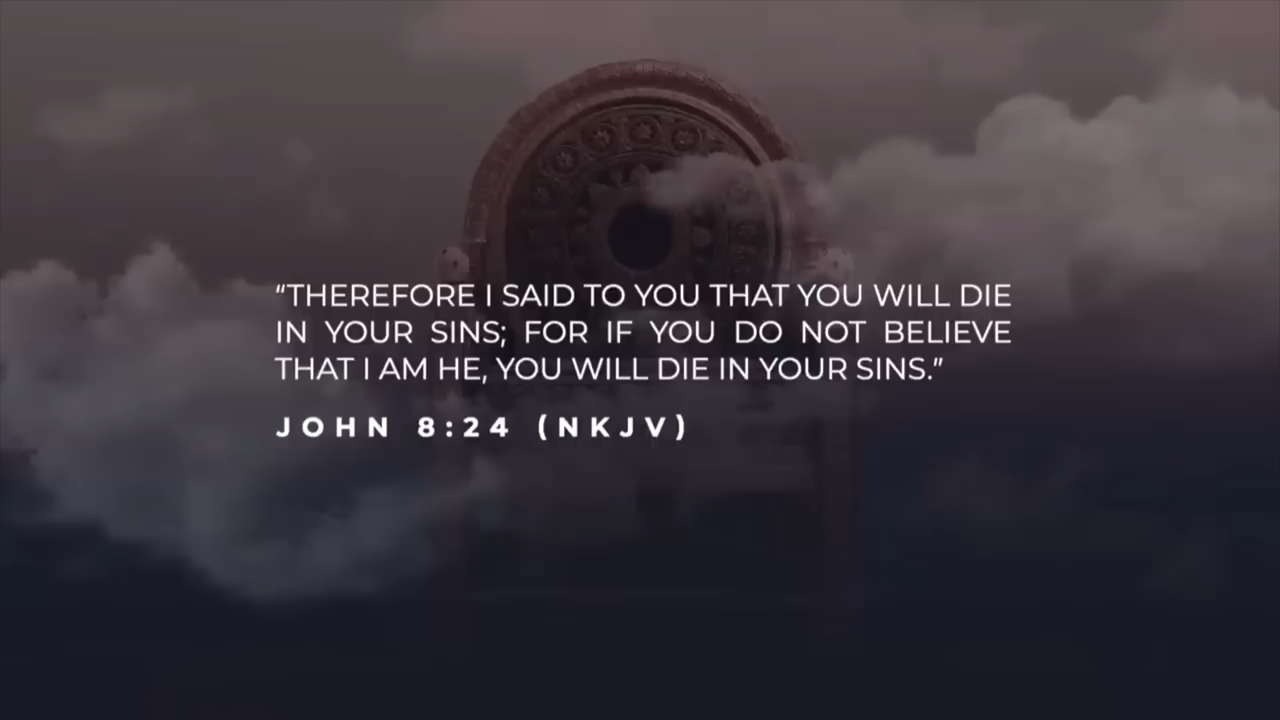 “THEREFORE I SAID TO YOU THAT YOU WILL DIE
IN YOUR SINS; FOR IF YOU DO NOT BELIEVE
THAT I AM HE, YOU WILL DIE IN YOUR SINS.”
JOHN 8:24 (NKJV)